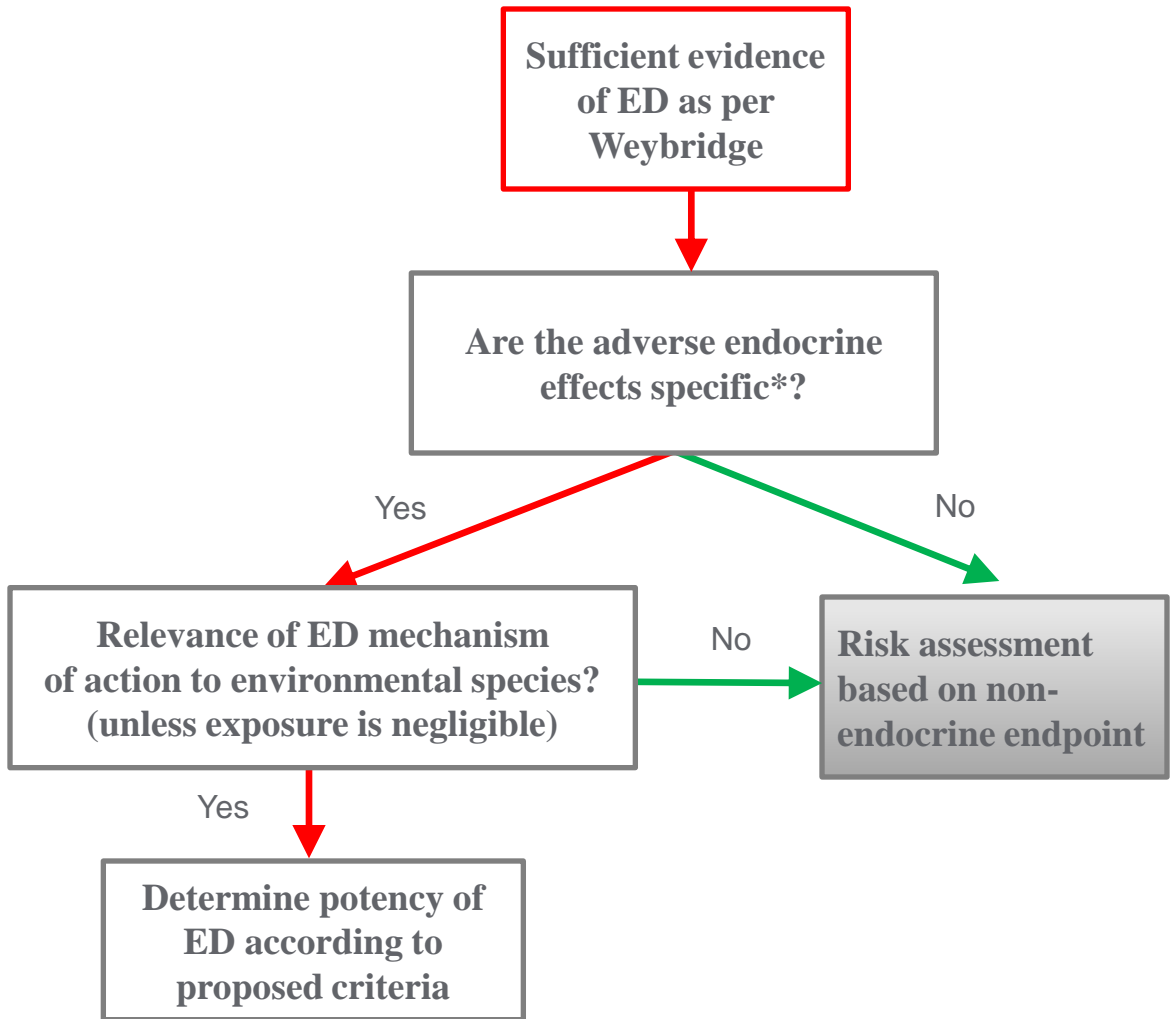 Sufficient evidence
of ED as per
Weybridge
Are the adverse endocrine
effects specific*?
Yes
No
Relevance of ED mechanism
of action to environmental species?
(unless exposure is negligible)
No
Risk assessment
based on non-
endocrine endpoint
Yes
Determine potency of
ED according to
proposed criteria